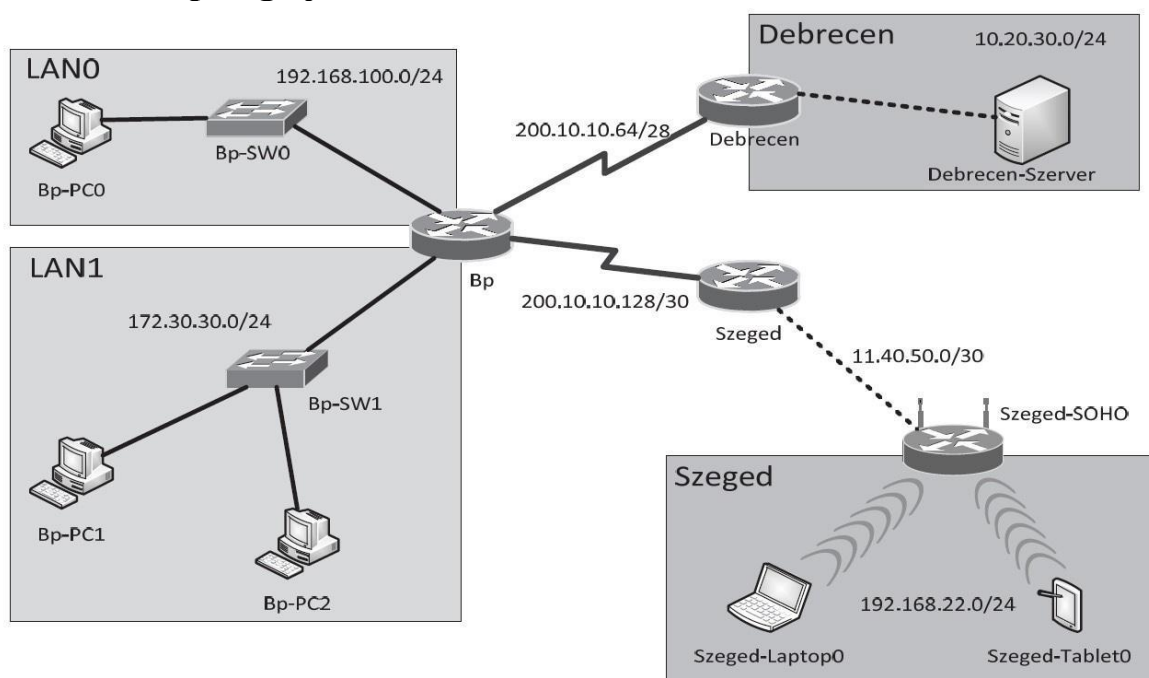 LAN0
192.168.100.0/24
Bp-SW0
Bp-PC0
Debrecen
10.20.30.0/24
200.10.10.64/28
Debrecen
Debrecen-Szerver
LAN1
Bp
172.30.30.0/24
Bp-SW1
Bp-PC1
Bp-PC2
200.10.10.128/30
Szeged
11.40.50.0/30
Szeged-SOHO
Szeged
192.168.22.0/24
Szeged-Laptop0
Szeged-Tablet0